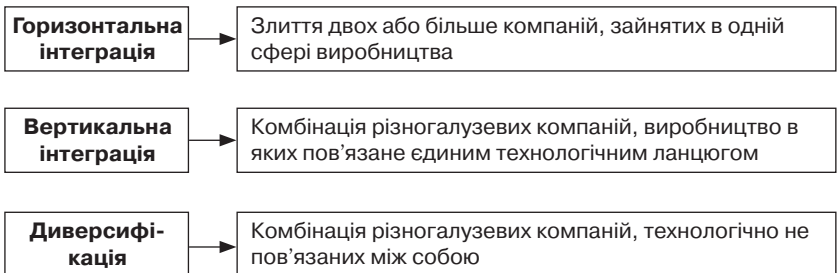 Горизонтальна
інтеграція
Злиття двох або більше компаній, зайнятих в одній
сфері виробництва
Вертикальна
інтеграція
Комбінація різногалузевих компаній, виробництво в
яких пов’язане єдиним технологічним ланцюгом
Диверсифі-
кація
Комбінація різногалузевих компаній, технологічно не
пов’язаних між собою